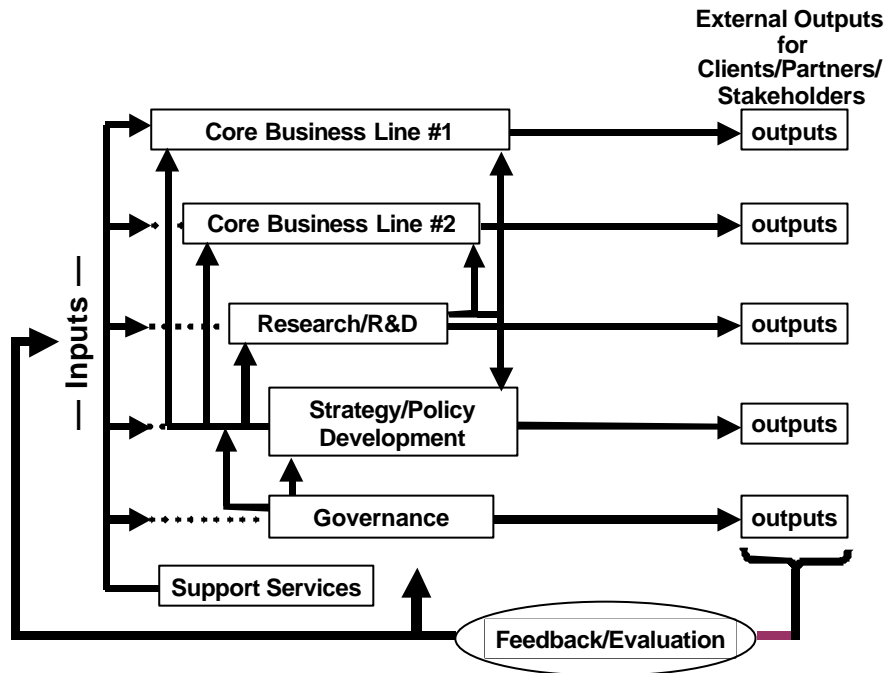 External Outputs
for
Clients/Partners/
Stakeholders
Core Business Line #1
outputs
Core Business Line #2
outputs
— Inputs —
Research/R&D
outputs
Strategy/Policy
Development
outputs
Governance
outputs
Support Services
Feedback/Evaluation